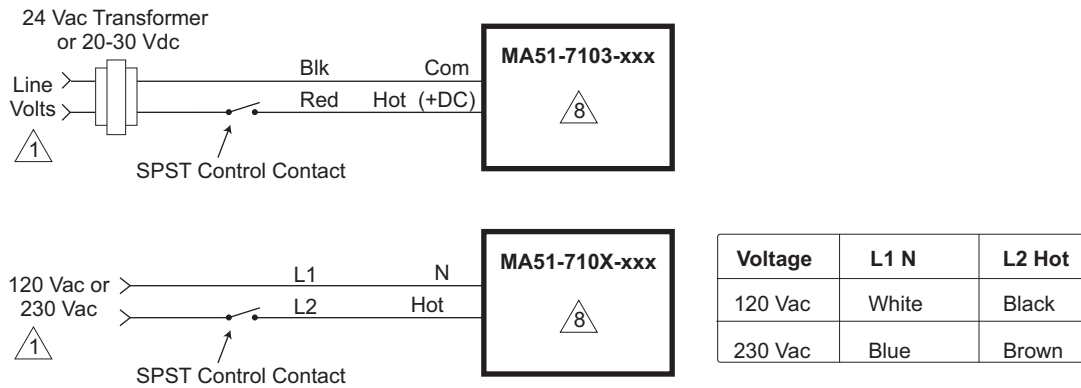 24 Vac Transformer
or 20-30 Vdc
Line
Volts
1
Blk
Com
Red
Hot (+DC)
SPST Control Contact
MA51-7103-xxx
8
120 Vac or
230 Vac
1
L1
N
L2
Hot
SPST Control Contact
MA51-710X-xxx
8
Voltage L1 N L2 Hot
120 Vac White Black
230 Vac Blue Brown